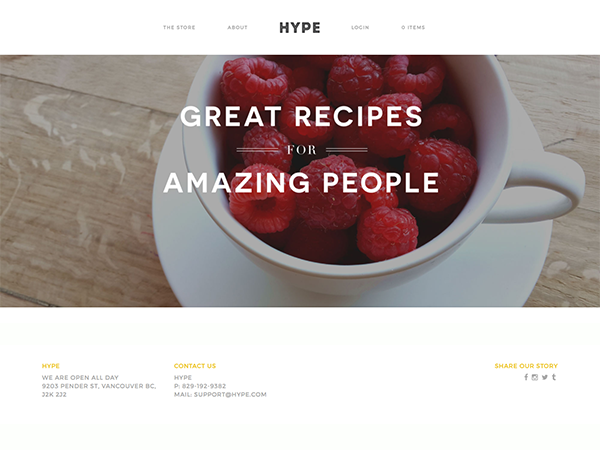 THE STORE ABOUT HYPE LOGIN 0 ITEMS
GREAT RECIPES
FOR
AMAZING PEOPLE
HYPE
WE ARE OPEN ALL DAY
9203 PENDER ST, VANCOUVER BC,
J2K 2J2
CONTACT US
HYPE
P: 829-192-9382
MAIL: SUPPORT@HYPE.COM
SHARE OUR STORY